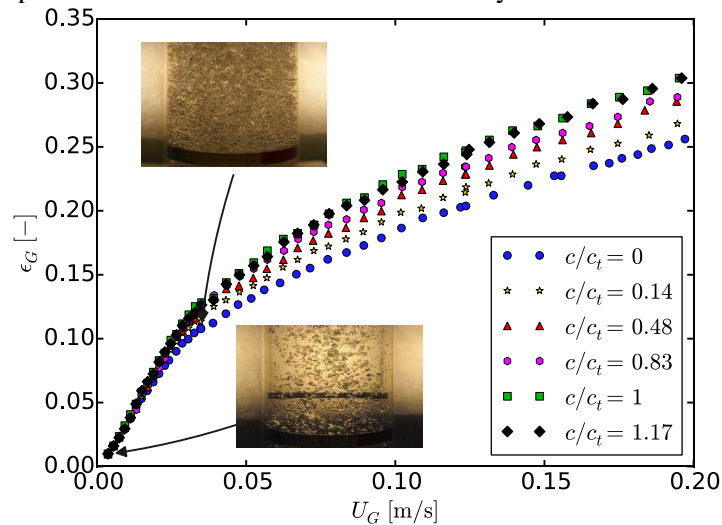 0.35
0.30
0.25
0.20
0.15
0.10
0.05
0.00
ϵ_G [−]
0.00 0.05 0.10 0.15 0.20
U_G [m/s]
c/c_t = 0
c/c_t = 0.14
c/c_t = 0.48
c/c_t = 0.83
c/c_t = 1
c/c_t = 1.17